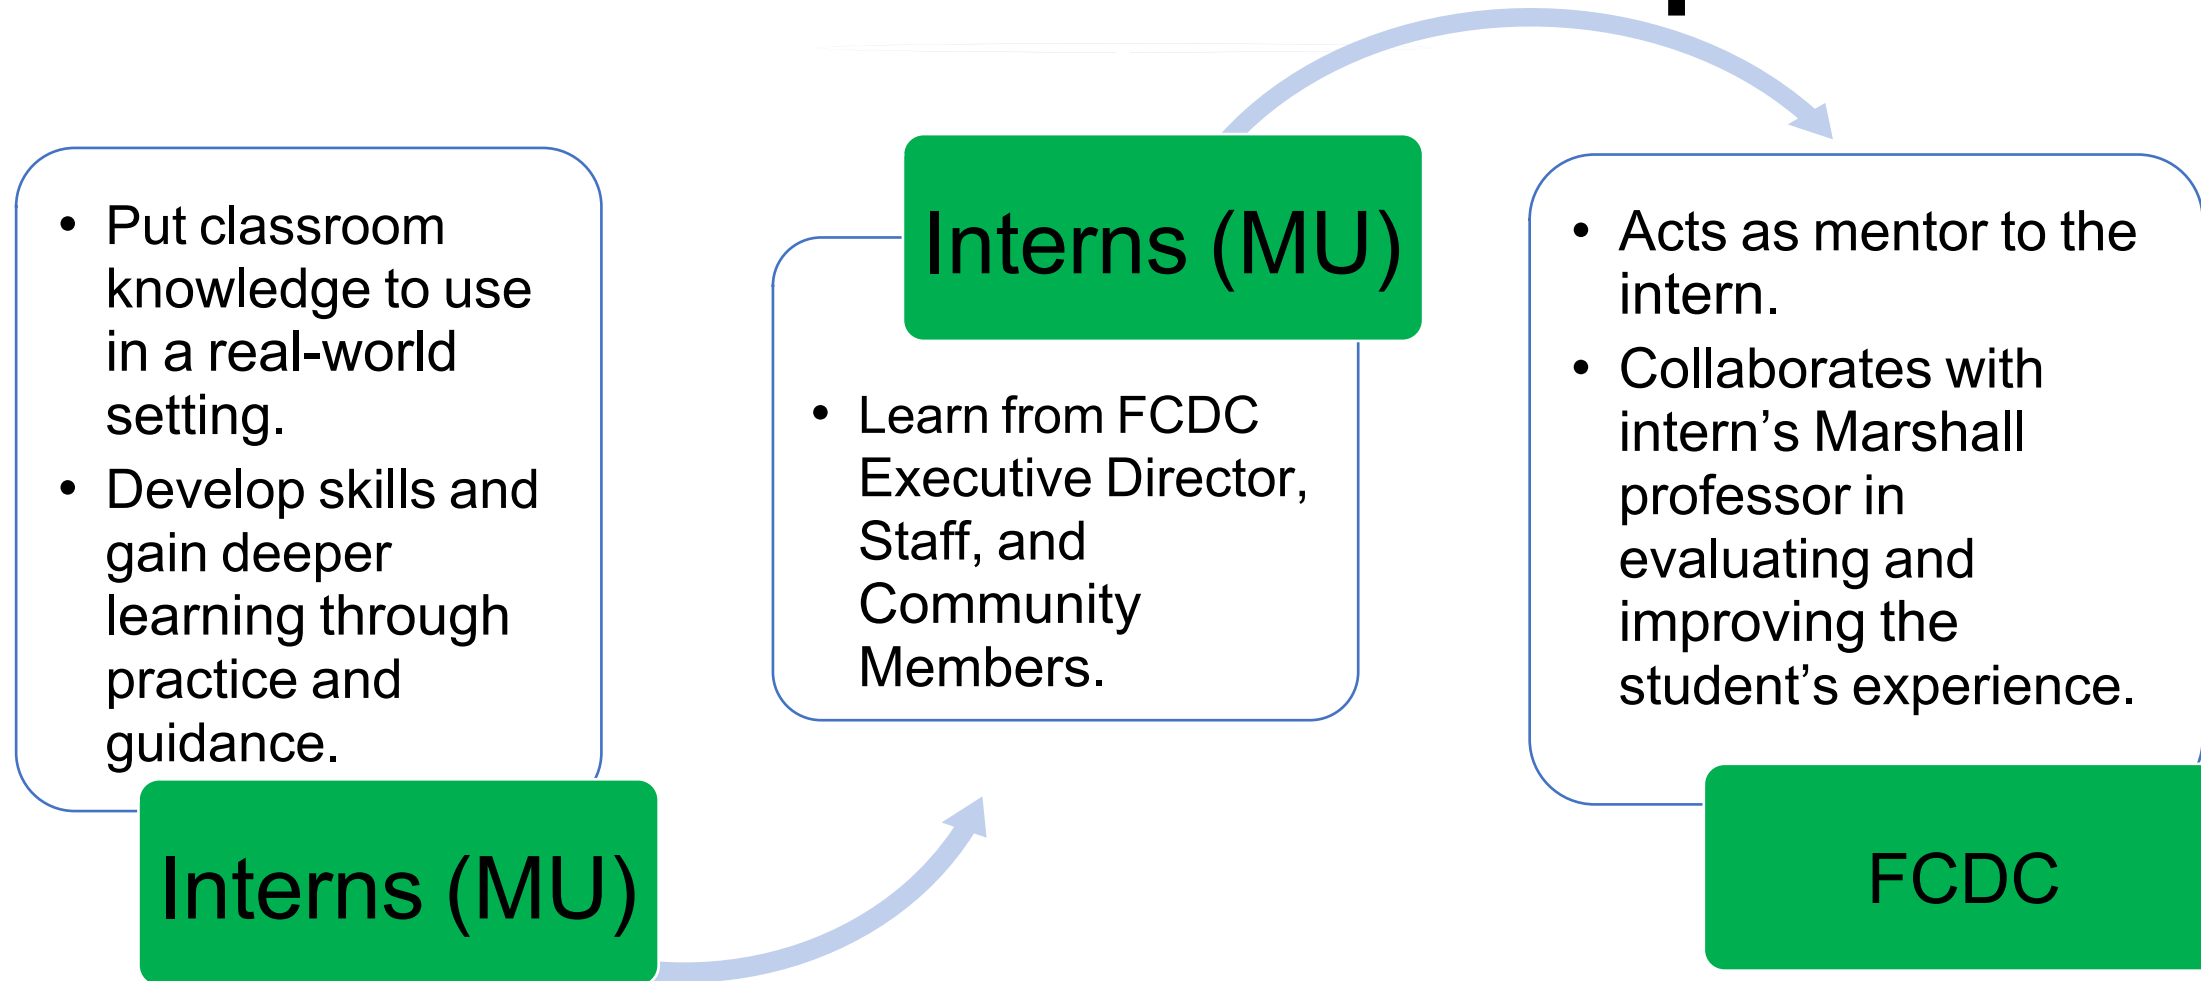 • Put classroom
knowledge to use
in a real-world
setting.
• Develop skills and
gain deeper
learning through
practice and
guidance.
Interns (MU)
Interns (MU)
• Learn from FCDC
Executive Director,
Staff, and
Community
Members.
• Acts as mentor to the
intern.
• Collaborates with
intern’s Marshall
professor in
evaluating and
improving the
student’s experience.
FCDC